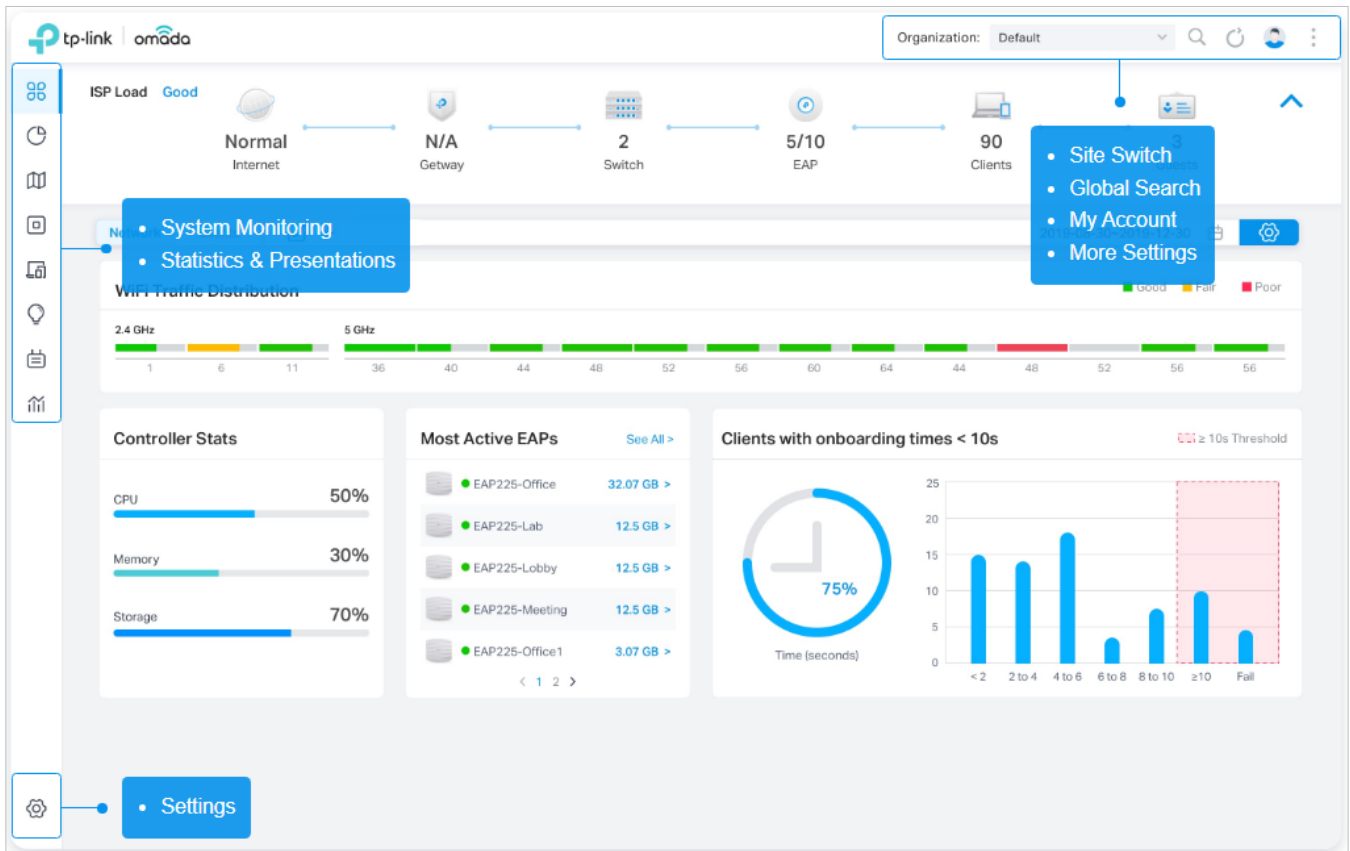 tp-link omada
Organization: Default
ISP Load Good
Normal
Internet
N/A
Getway
2
Switch
5/10
EAP
90
Clients
3
• Site Switch
• Global Search
• My Account
• More Settings
• System Monitoring
• Statistics & Presentations
WiFi Traffic Distribution
Good Fair Poor
2.4 GHz 5 GHz
1 6 11 36 40 44 48 52 56 60 64 44 48 52 56 56
Controller Stats
CPU 50%
Memory 30%
Storage 70%
Most Active EAPs See All >
EAP225-Office 32.07 GB >
EAP225-Lab 12.5 GB >
EAP225-Lobby 12.5 GB >
EAP225-Meeting 12.5 GB >
EAP225-Office1 3.07 GB >
< 1 2 >
Clients with onboarding times < 10s
≥ 10s Threshold
75%
Time (seconds)
25
20
15
10
5
0
< 2 2 to 4 4 to 6 6 to 8 8 to 10 ≥10 Fail
• Settings